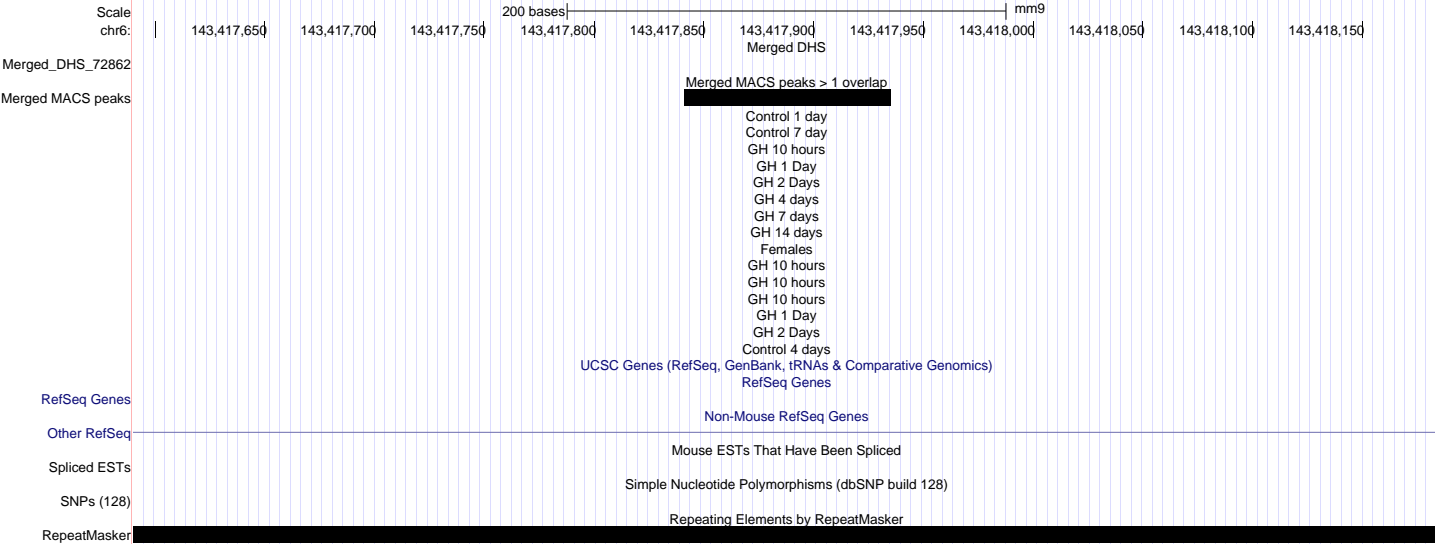 Scale 200 bases mm9
chr6: 143,417,650 143,417,700 143,417,750 143,417,800 143,417,850 143,417,900 143,417,950 143,418,000 143,418,050 143,418,100 143,418,150
Merged DHS
Merged_DHS_72862
Merged MACS peaks > 1 overlap
Merged MACS peaks
Control 1 day
Control 7 day
GH 10 hours
GH 1 Day
GH 2 Days
GH 4 days
GH 7 days
GH 14 days
Females
GH 10 hours
GH 10 hours
GH 10 hours
GH 1 Day
GH 2 Days
Control 4 days
UCSC Genes (RefSeq, GenBank, tRNAs & Comparative Genomics)
RefSeq Genes
RefSeq Genes
Non-Mouse RefSeq Genes
Other RefSeq
Mouse ESTs That Have Been Spliced
Spliced ESTs
Simple Nucleotide Polymorphisms (dbSNP build 128)
SNPs (128)
Repeating Elements by RepeatMasker
RepeatMasker